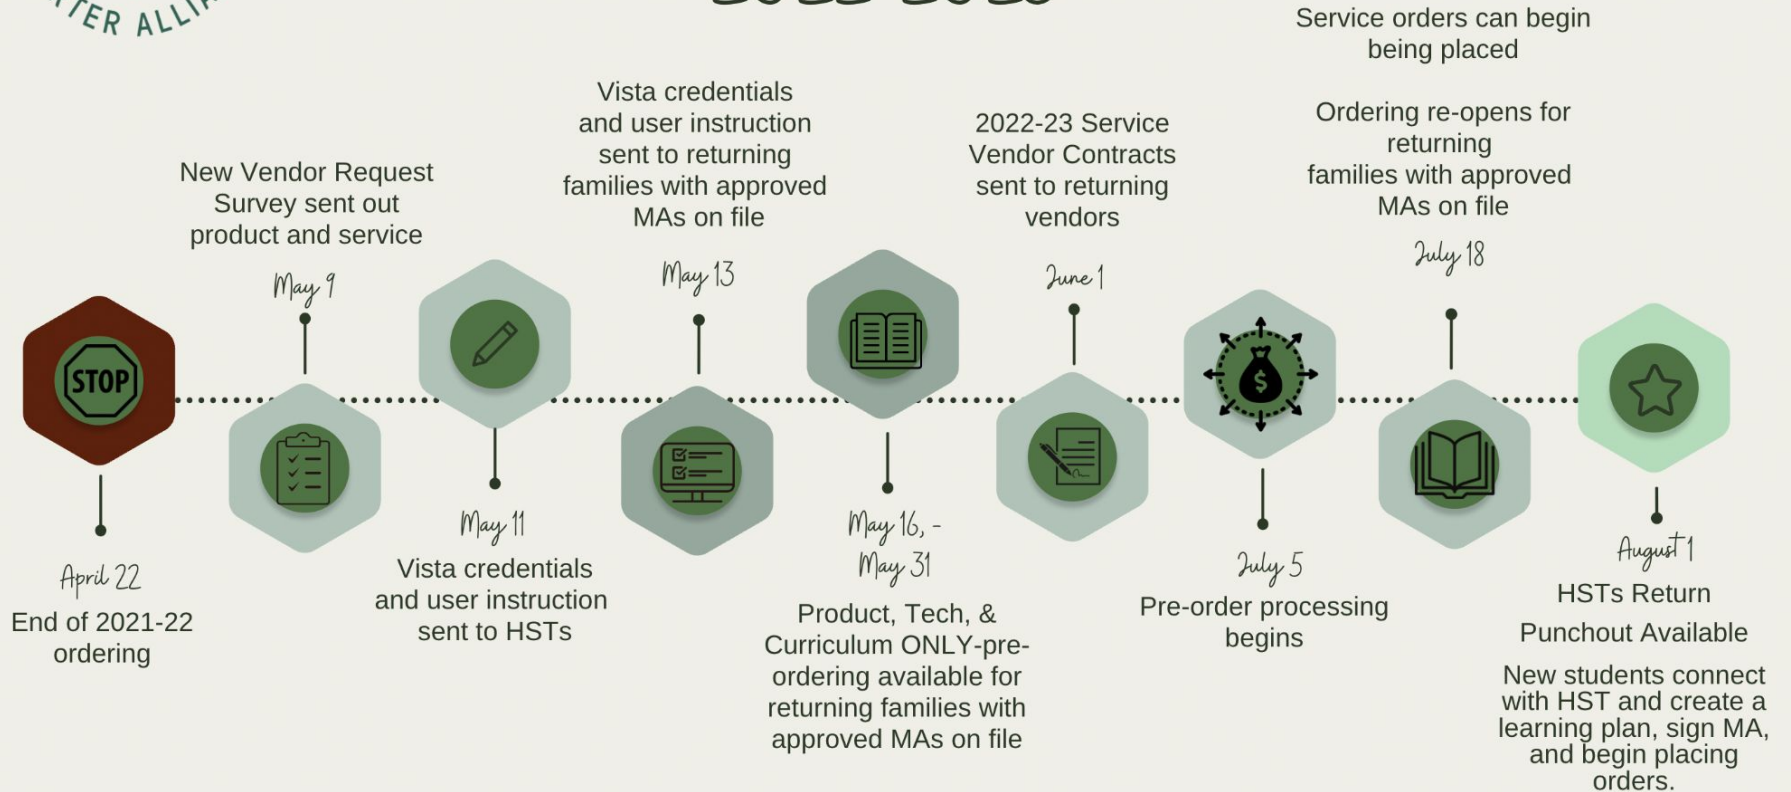 TER ALLIA
2022-2023
Service orders can begin
being placed
Ordering re-opens for
returning
families with approved
MAs on file
July 18
New Vendor Request
Survey sent out
product and service
May 9
Vista credentials
and user instruction
sent to returning
families with approved
MAs on file
May 13
2022-23 Service
Vendor Contracts
sent to returning
vendors
June 1
STOP
$
April 22
End of 2021-22
ordering
May 11
Vista credentials
and user instruction
sent to HSTs
May 16, -
May 31
Product, Tech, &
Curriculum ONLY-pre-
ordering available for
returning families with
approved MAs on file
July 5
Pre-order processing
begins
August 1
HSTs Return
Punchout Available
New students connect
with HST and create a
learning plan, sign MA,
and begin placing
orders.